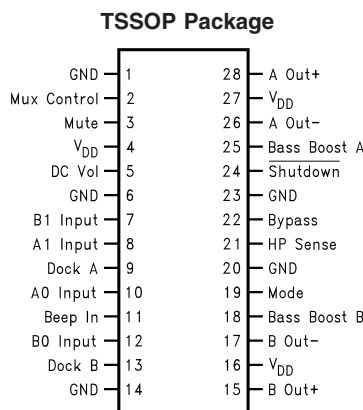 TSSOP Package
GND 1 28 A Out+
Mux Control 2 27 VDD
Mute 3 26 A Out-
VDD 4 25 Bass Boost A
DC Vol 5 24 Shutdown
GND 6 23 GND
B1 Input 7 22 Bypass
A1 Input 8 21 HP Sense
Dock A 9 20 GND
A0 Input 10 19 Mode
Beep In 11 18 Bass Boost B
B0 Input 12 17 B Out-
Dock B 13 16 VDD
GND 14 15 B Out+